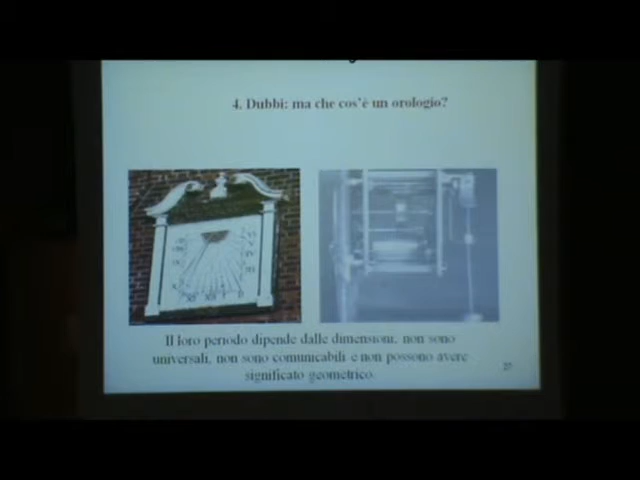 4. Dubbi: ma che cos'è un orologio?
Il loro periodo dipende dalle dimensioni, non sono
universali, non sono comunicabili e non possono avere
significato geometrico.